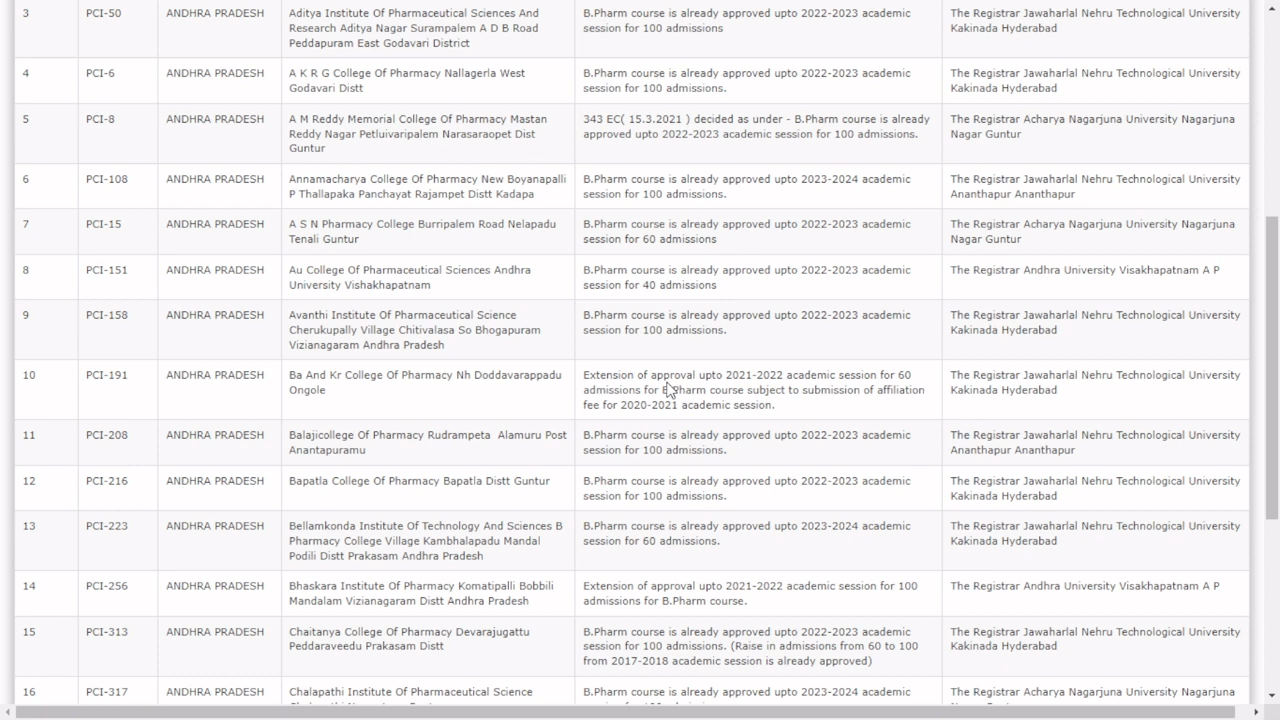 3 PCI-50 ANDHRA PRADESH Aditya Institute Of Pharmaceutical Sciences And B.Pharm course is already approved upto 2022-2023 academic The Registrar Jawaharlal Nehru Technological University
Research Aditya Nagar Surampalem A D B Road session for 100 admissions Kakinada Hyderabad
Peddapuram East Godavari District
4 PCI-6 ANDHRA PRADESH A K R G College Of Pharmacy Nallagerla West B.Pharm course is already approved upto 2022-2023 academic The Registrar Jawaharlal Nehru Technological University
Godavari Distt session for 100 admissions. Kakinada Hyderabad
5 PCI-8 ANDHRA PRADESH A M Reddy Memorial College Of Pharmacy Mastan 343 EC( 15.3.2021 ) decided as under - B.Pharm course is already The Registrar Acharya Nagarjuna University Nagarjuna
Reddy Nagar Petluivaripalem Narasaraopet Dist approved upto 2022-2023 academic session for 100 admissions. Nagar Guntur
Guntur
6 PCI-108 ANDHRA PRADESH Annamacharya College Of Pharmacy New Boyanapalli B.Pharm course is already approved upto 2023-2024 academic The Registrar Jawaharlal Nehru Technological University
P Thallapaka Panchayat Rajampet Distt Kadapa session for 100 admissions. Ananthapur Ananthapur
7 PCI-15 ANDHRA PRADESH A S N Pharmacy College Burripalem Road Nelapadu B.Pharm course is already approved upto 2022-2023 academic The Registrar Acharya Nagarjuna University Nagarjuna
Tenali Guntur session for 60 admissions Nagar Guntur
8 PCI-151 ANDHRA PRADESH Au College Of Pharmaceutical Sciences Andhra B.Pharm course is already approved upto 2022-2023 academic The Registrar Andhra University Visakhapatnam A P
University Vishakhapatnam session for 40 admissions
9 PCI-158 ANDHRA PRADESH Avanthi Institute Of Pharmaceutical Science B.Pharm course is already approved upto 2022-2023 academic The Registrar Jawaharlal Nehru Technological University
Cherukupally Village Chitivalasa So Bhogapuram session for 100 admissions. Kakinada Hyderabad
Vizianagaram Andhra Pradesh
10 PCI-191 ANDHRA PRADESH Ba And Kr College Of Pharmacy Nh Doddavarappadu Extension of approval upto 2021-2022 academic session for 60 The Registrar Jawaharlal Nehru Technological University
Ongole admissions for B.Pharm course subject to submission of affiliation Kakinada Hyderabad
fee for 2020-2021 academic session.
11 PCI-208 ANDHRA PRADESH Balajicollege Of Pharmacy Rudrampeta Alamuru Post B.Pharm course is already approved upto 2022-2023 academic The Registrar Jawaharlal Nehru Technological University
Anantapuramu session for 100 admissions. Ananthapur Ananthapur
12 PCI-216 ANDHRA PRADESH Bapatla College Of Pharmacy Bapatla Distt Guntur B.Pharm course is already approved upto 2022-2023 academic The Registrar Jawaharlal Nehru Technological University
session for 100 admissions. Kakinada Hyderabad
13 PCI-223 ANDHRA PRADESH Bellamkonda Institute Of Technology And Sciences B B.Pharm course is already approved upto 2023-2024 academic The Registrar Jawaharlal Nehru Technological University
Pharmacy College Village Kambhalapadu Mandal session for 60 admissions. Kakinada Hyderabad
Podili Distt Prakasam Andhra Pradesh
14 PCI-256 ANDHRA PRADESH Bhaskara Institute Of Pharmacy Komatipalli Bobbili Extension of approval upto 2021-2022 academic session for 100 The Registrar Andhra University Visakhapatnam A P
Mandalam Vizianagaram Distt Andhra Pradesh admissions for B.Pharm course.
15 PCI-313 ANDHRA PRADESH Chaitanya College Of Pharmacy Devarajugattu B.Pharm course is already approved upto 2022-2023 academic The Registrar Jawaharlal Nehru Technological University
Peddaraveedu Prakasam Distt session for 100 admissions. (Raise in admissions from 60 to 100 Kakinada Hyderabad
from 2017-2018 academic session is already approved)
16 PCI-317 ANDHRA PRADESH Chalapathi Institute Of Pharmaceutical Science B.Pharm course is already approved upto 2023-2024 academic The Registrar Acharya Nagarjuna University Nagarjuna